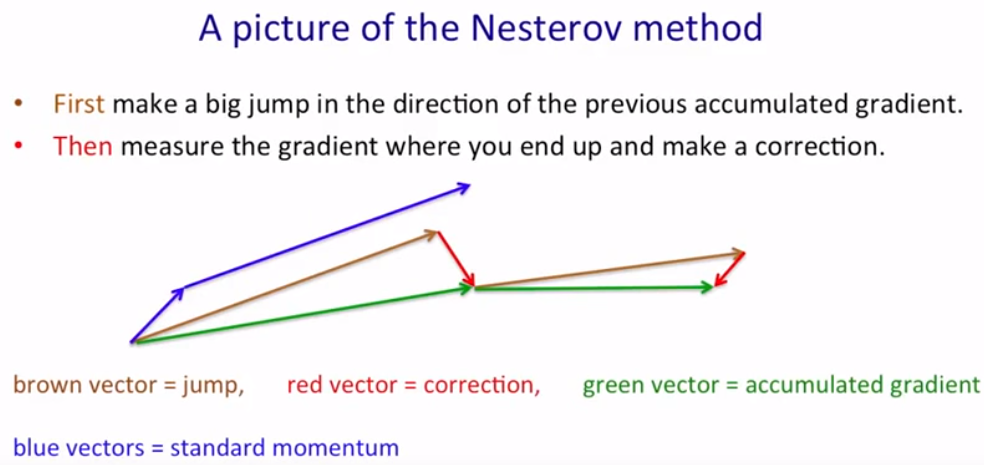 A picture of the Nesterov method
• First make a big jump in the direction of the previous accumulated gradient.
• Then measure the gradient where you end up and make a correction.
brown vector = jump, red vector = correction, green vector = accumulated gradient
blue vectors = standard momentum